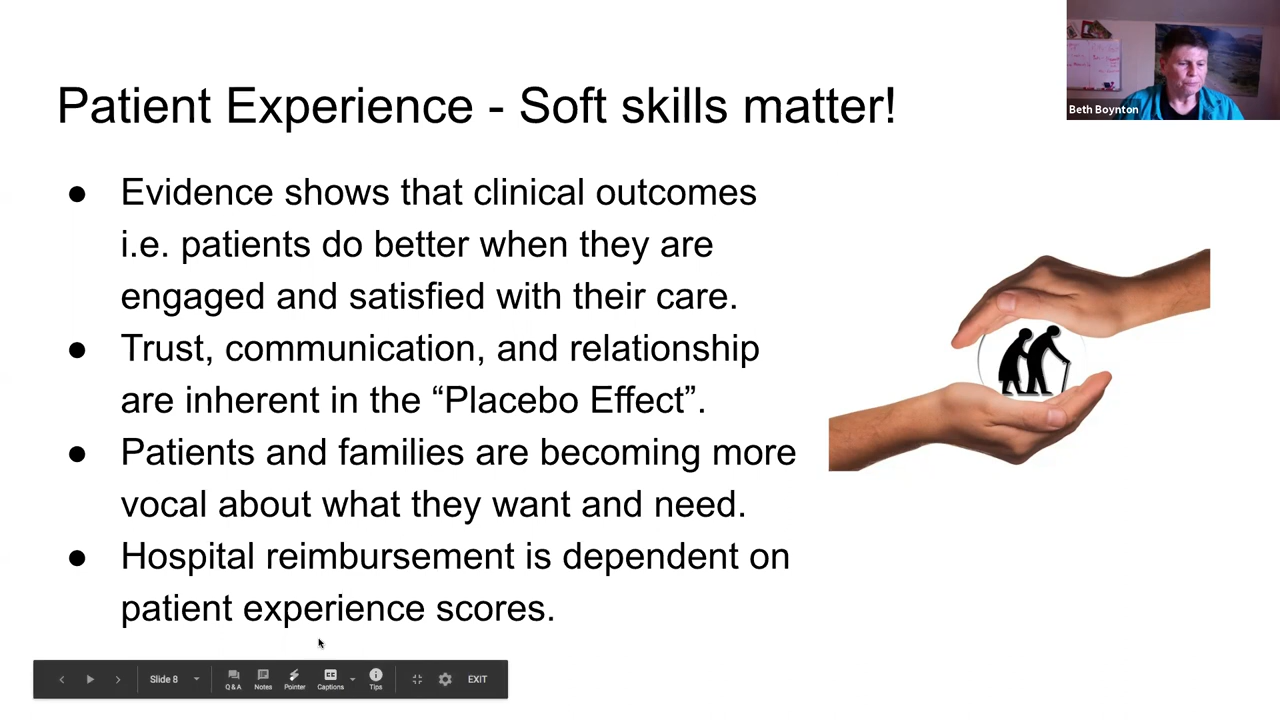 Patient Experience - Soft skills matter!
Beth Boynton
● Evidence shows that clinical outcomes
i.e. patients do better when they are
engaged and satisfied with their care.
● Trust, communication, and relationship
are inherent in the “Placebo Effect”.
● Patients and families are becoming more
vocal about what they want and need.
● Hospital reimbursement is dependent on
patient experience scores.
Slide 8
Q&A
Notes
Pointer
CC
Captions
Tips
EXIT